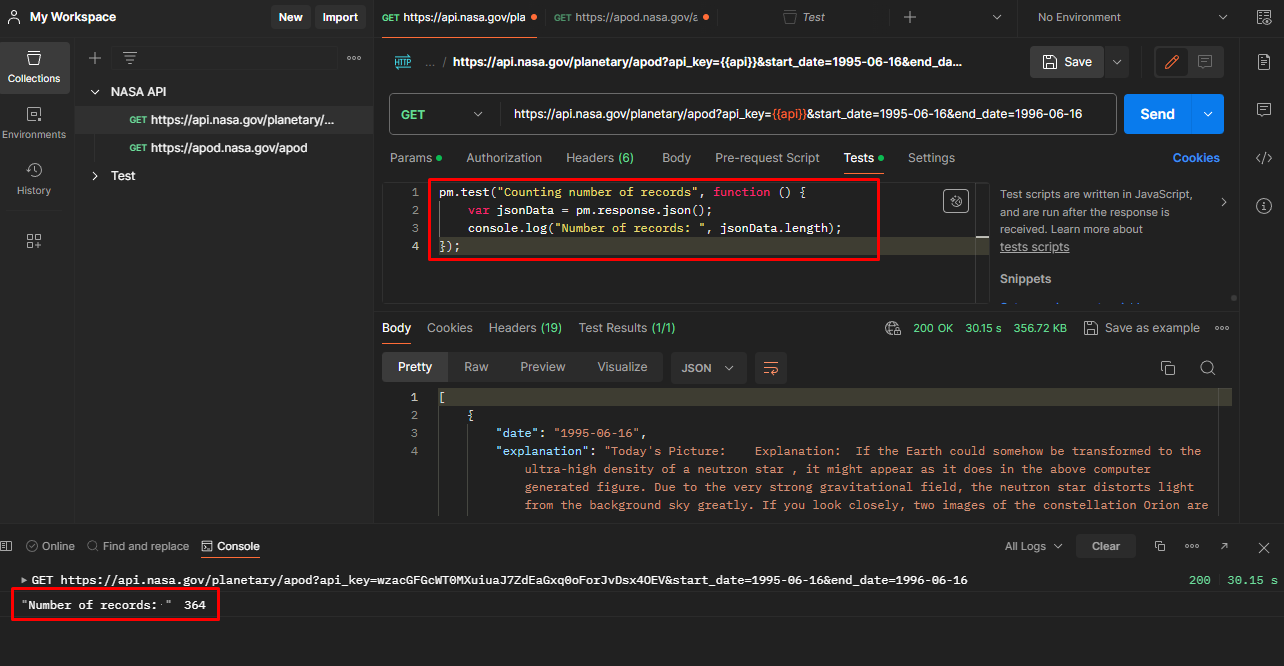 My Workspace
New
Import
GET https://api.nasa.gov/pla
GET https://apod.nasa.gov/a
Test
No Environment
Collections
Environments
History
NASA API
GET https://api.nasa.gov/planetary/...
GET https://apod.nasa.gov/apod
Test
HTTP ... / https://api.nasa.gov/planetary/apod?api_key={{api}}&start_date=1995-06-16&end_da...
Save
GET
https://api.nasa.gov/planetary/apod?api_key={{api}}&start_date=1995-06-16&end_date=1996-06-16
Send
Params
Authorization
Headers (6)
Body
Pre-request Script
Tests
Settings
Cookies
1 pm.test("Counting number of records", function () {
2 var jsonData = pm.response.json();
3 console.log("Number of records: ", jsonData.length);
4 });
Test scripts are written in JavaScript,
and are run after the response is
received. Learn more about
tests scripts
Snippets
Body
Cookies
Headers (19)
Test Results (1/1)
200 OK
30.15 s
356.72 KB
Save as example
Pretty
Raw
Preview
Visualize
JSON
1 [
2 {
3 "date": "1995-06-16",
4 "explanation": "Today's Picture:    Explanation:  If the Earth could somehow be transformed to the
ultra-high density of a neutron star , it might appear as it does in the above computer
generated figure. Due to the very strong gravitational field, the neutron star distorts light
from the background sky greatly. If you look closely, two images of the constellation Orion are
Online
Find and replace
Console
All Logs
Clear
GET https://api.nasa.gov/planetary/apod?api_key=wzacGFGcWT0MXuiuaJ7ZdEaGxq0oForJvDsx4OEV&start_date=1995-06-16&end_date=1996-06-16
200
30.15 s
"Number of records: " 364